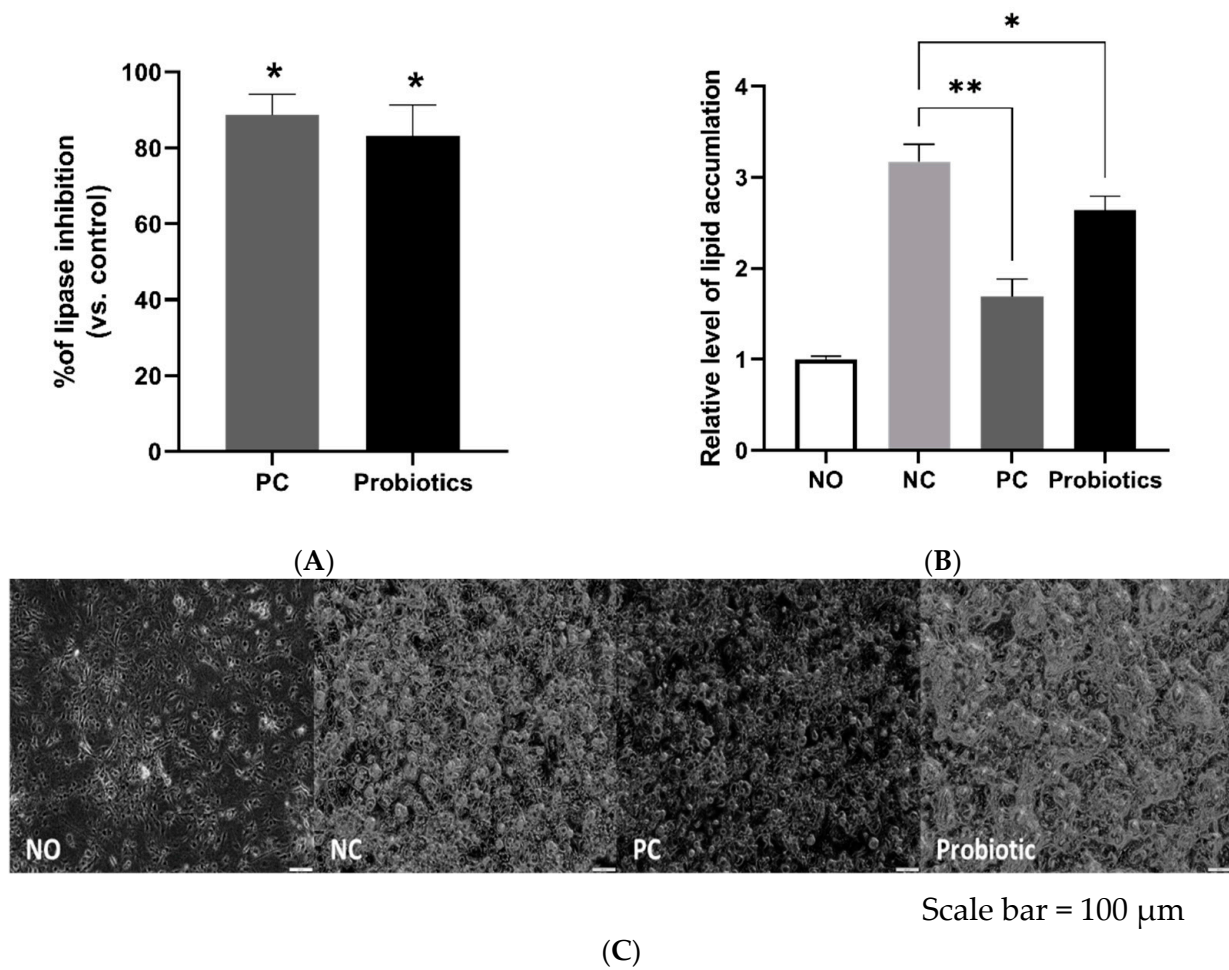 %of lipase inhibition
(vs. control)
100
80
60
40
20
0
*
*
PC
Probiotics
(A)
Relative level of lipid accumlation
4
3
2
1
0
*
**
NO
NC
PC
Probiotics
(B)
NO
NC
PC
Probiotic
Scale bar = 100 µm
(C)